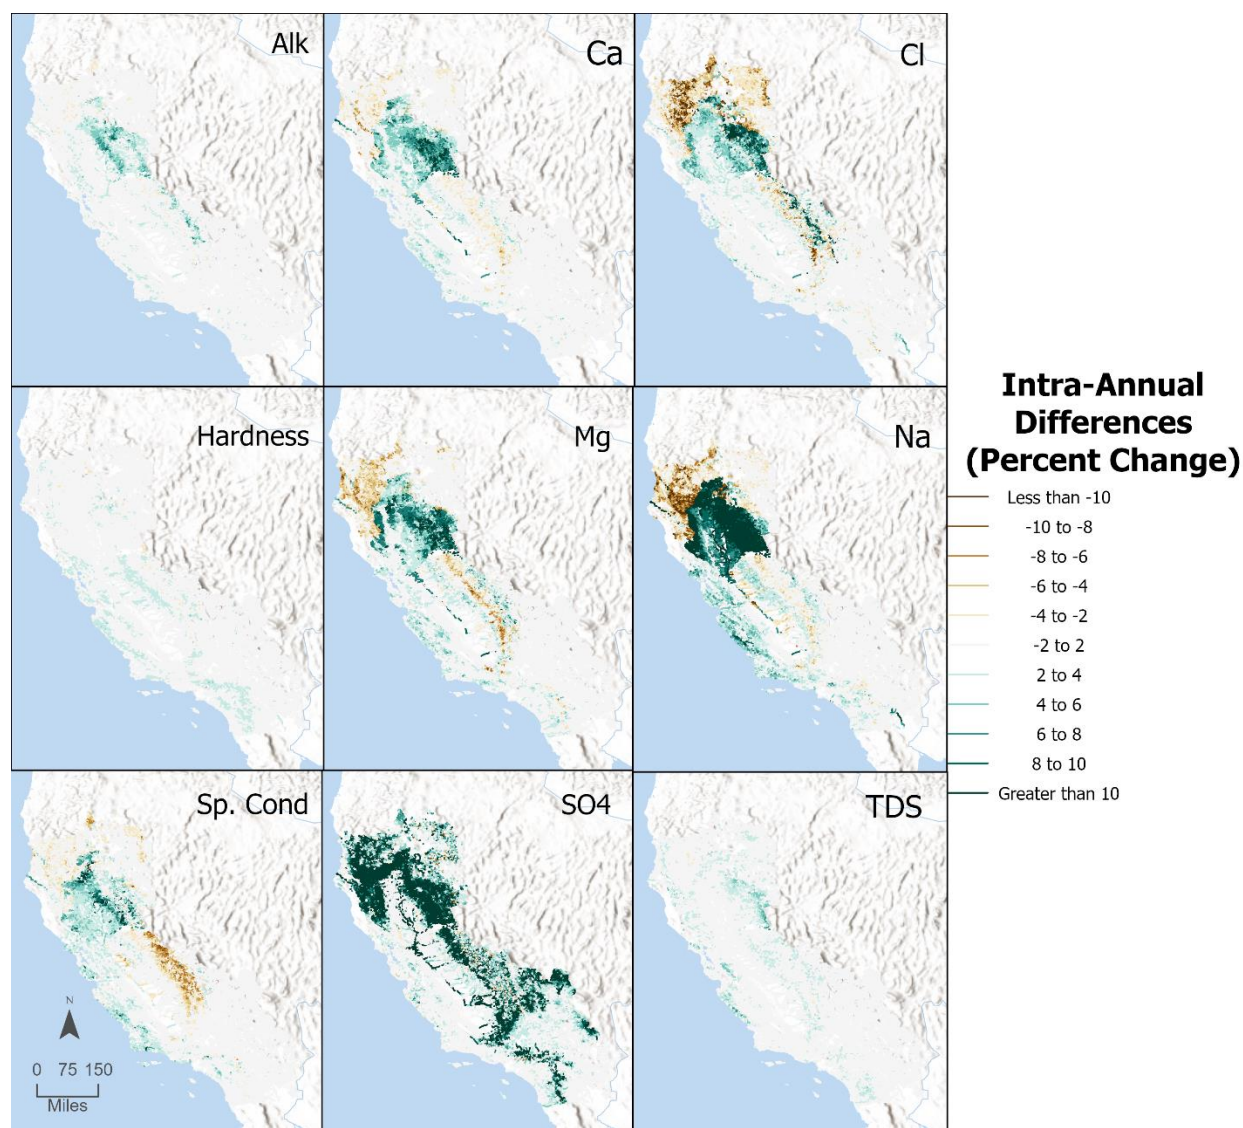 Alk
Ca
Cl
Hardness
Mg
Na
Sp. Cond
SO4
TDS
N
0 75 150
Miles
Intra-Annual
Differences
(Percent Change)
Less than -10
-10 to -8
-8 to -6
-6 to -4
-4 to -2
-2 to 2
2 to 4
4 to 6
6 to 8
8 to 10
Greater than 10